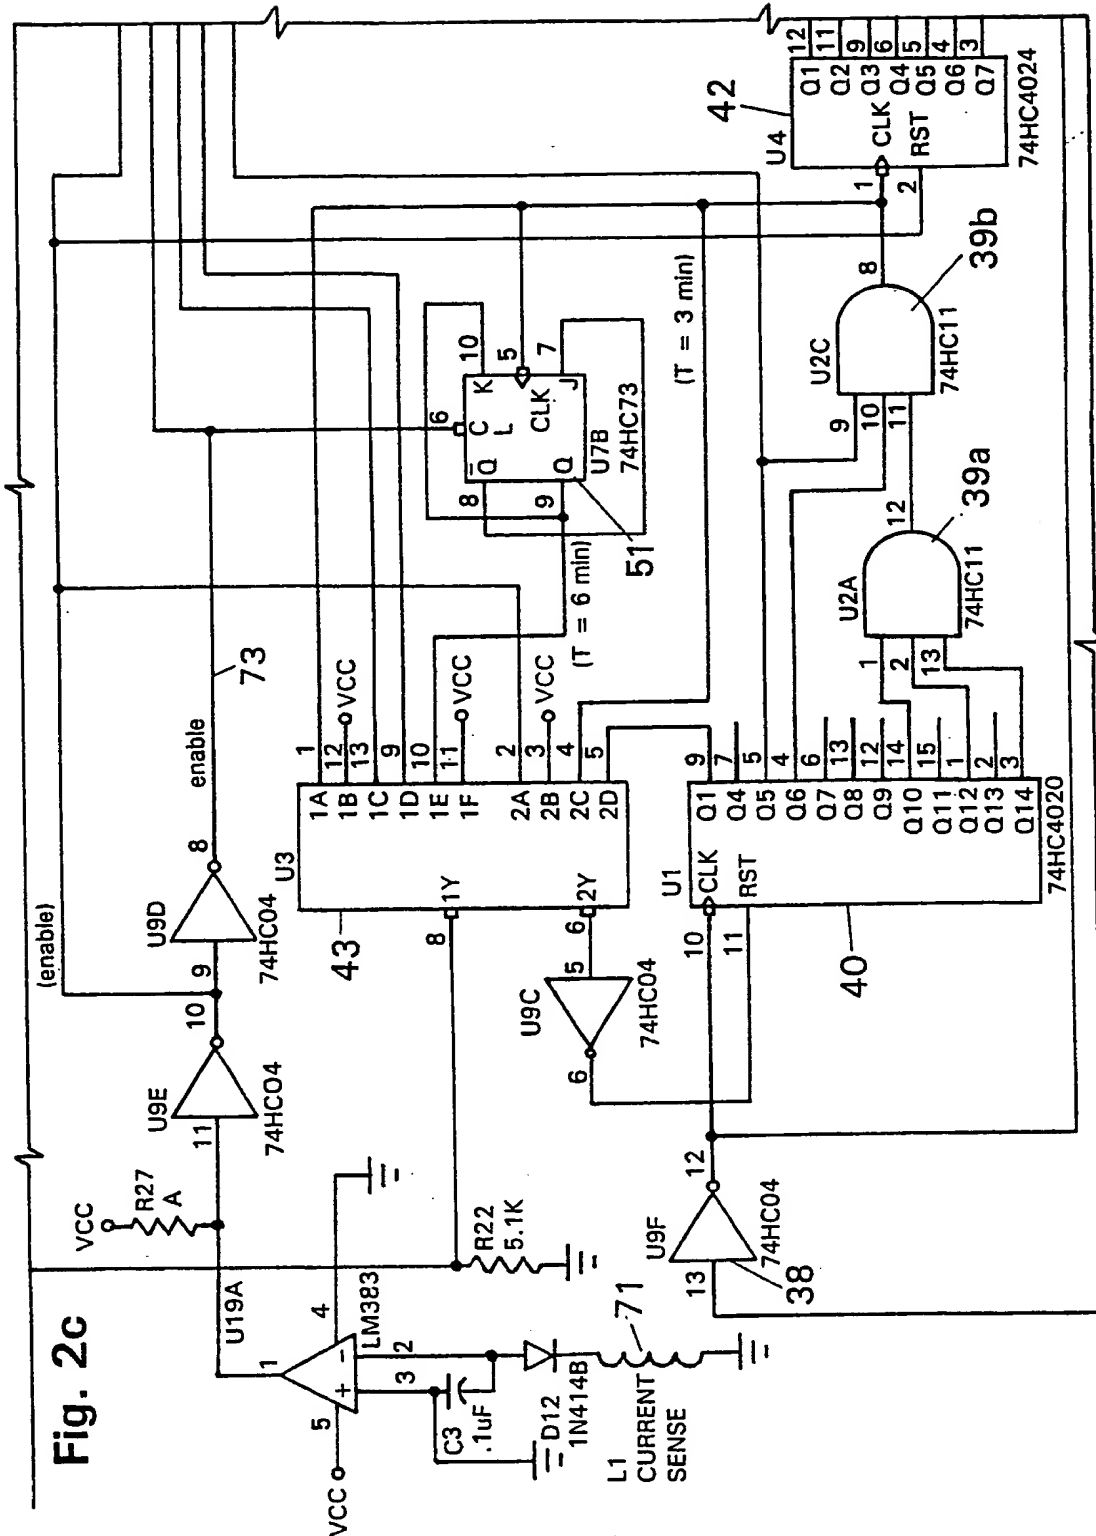 Fig. 2c
VCC
R27
A
U19A
1
5
4
+
-
LM383
3
2
VCC
C3
.1uF
D12
1N414B
L1
CURRENT
SENSE
71
R22
5.1K
11
U9E
74HC04
10
(enable)
9
U9D
74HC04
8
enable
73
43
U3
8
1Y
6
2Y
1A
1B
1C
1D
1E
1F
2A
2B
2C
2D
1
12
13
9
10
11
2
3
4
5
VCC
VCC
VCC
5
U9C
74HC04
6
(T = 6 min)
(T = 3 min)
8
9
Q
Q
C
L
K
CLK
J
6
10
5
7
U7B
74HC73
51
13
U9F
74HC04
12
38
10
11
U1
CLK
RST
40
74HC4020
Q1
Q4
Q5
Q6
Q7
Q8
Q9
Q10
Q11
Q12
Q13
Q14
9
7
5
4
6
13
12
14
15
1
2
3
1
2
13
U2A
74HC11
12
39a
9
10
11
U2C
74HC11
8
39b
1
2
U4
CLK
RST
42
74HC4024
Q1
Q2
Q3
Q4
Q5
Q6
Q7
12
11
9
6
5
4
3